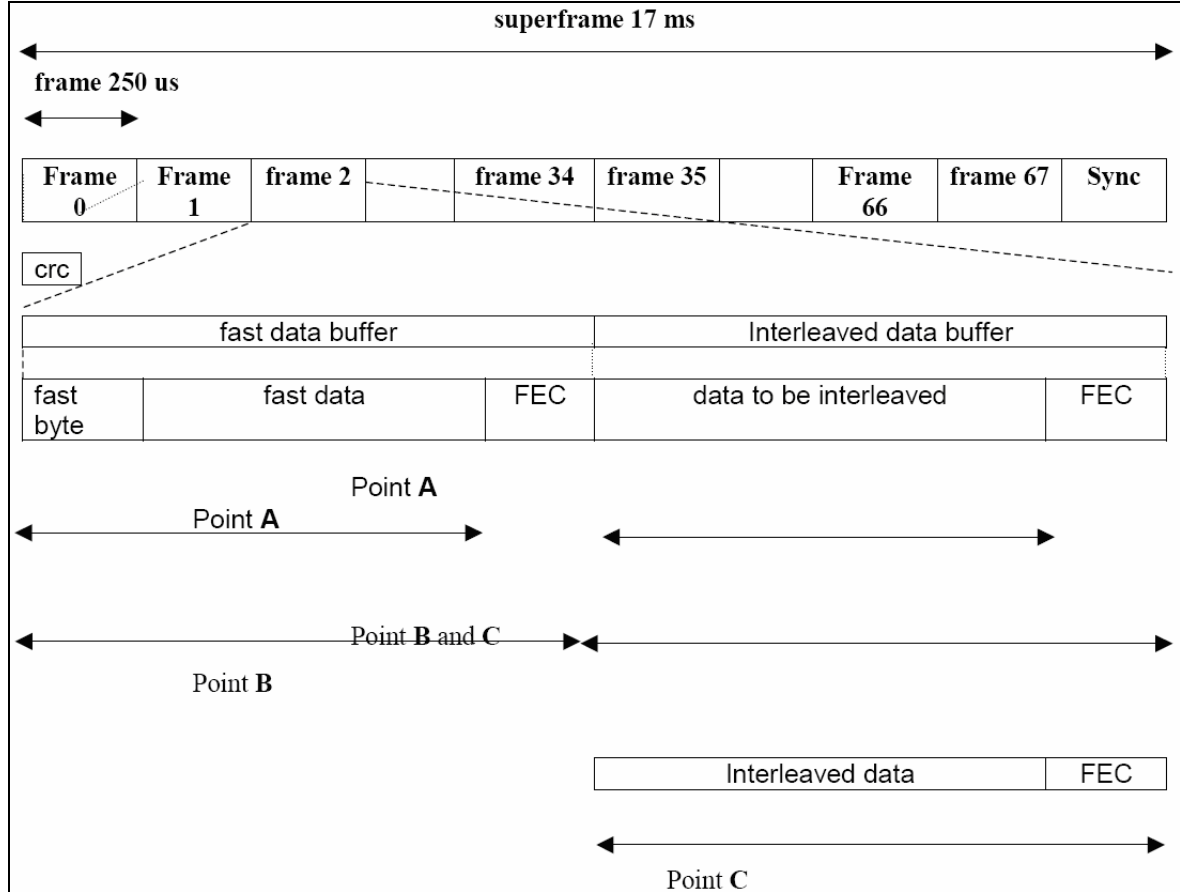 superframe 17 ms
frame 250 us
Frame 0 Frame 1 frame 2 frame 34 frame 35 Frame 66 frame 67 Sync
crc
fast data buffer Interleaved data buffer
fast byte fast data FEC data to be interleaved FEC
Point A
Point A
Point B and C
Point B
Interleaved data FEC
Point C